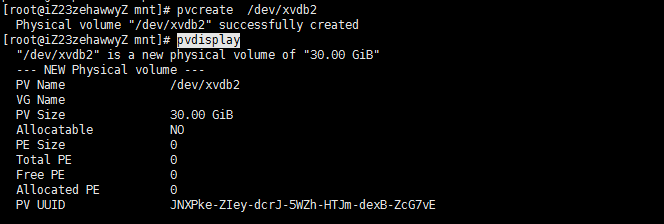 [root@iZ23zehawwyZ mnt]# pvcreate  /dev/xvdb2
  Physical volume "/dev/xvdb2" successfully created
[root@iZ23zehawwyZ mnt]# pvdisplay
  "/dev/xvdb2" is a new physical volume of "30.00 GiB"
  --- NEW Physical volume ---
  PV Name               /dev/xvdb2
  VG Name
  PV Size               30.00 GiB
  Allocatable           NO
  PE Size               0
  Total PE              0
  Free PE               0
  Allocated PE          0
  PV UUID               JNXPke-ZIey-dcrJ-5WZh-HTJm-dexB-ZcG7vE